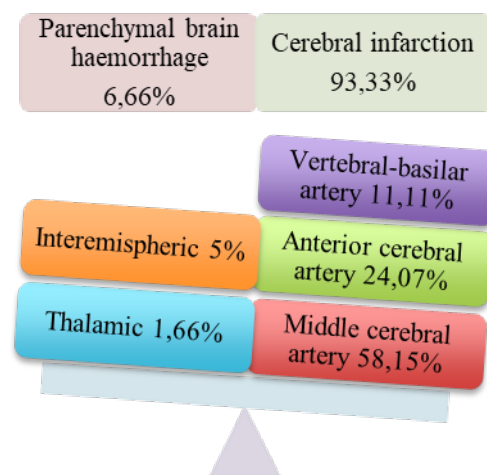 Parenchymal brain
haemorrhage
6,66%
Cerebral infarction
93,33%
Vertebral-basilar
artery 11,11%
Interemispheric 5%
Anterior cerebral
artery 24,07%
Thalamic 1,66%
Middle cerebral
artery 58,15%